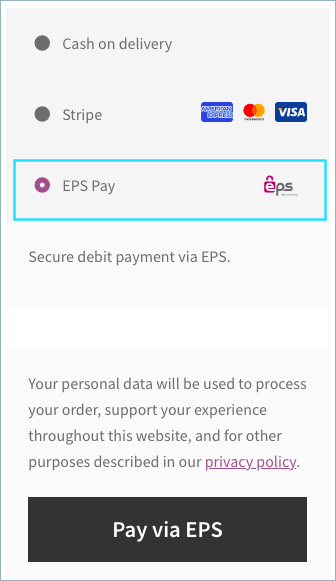 Cash on delivery
Stripe
AMERICAN EXPRESS
mastercard
VISA
EPS Pay
eps
Secure debit payment via EPS.
Your personal data will be used to process
your order, support your experience
throughout this website, and for other
purposes described in our privacy policy.
Pay via EPS